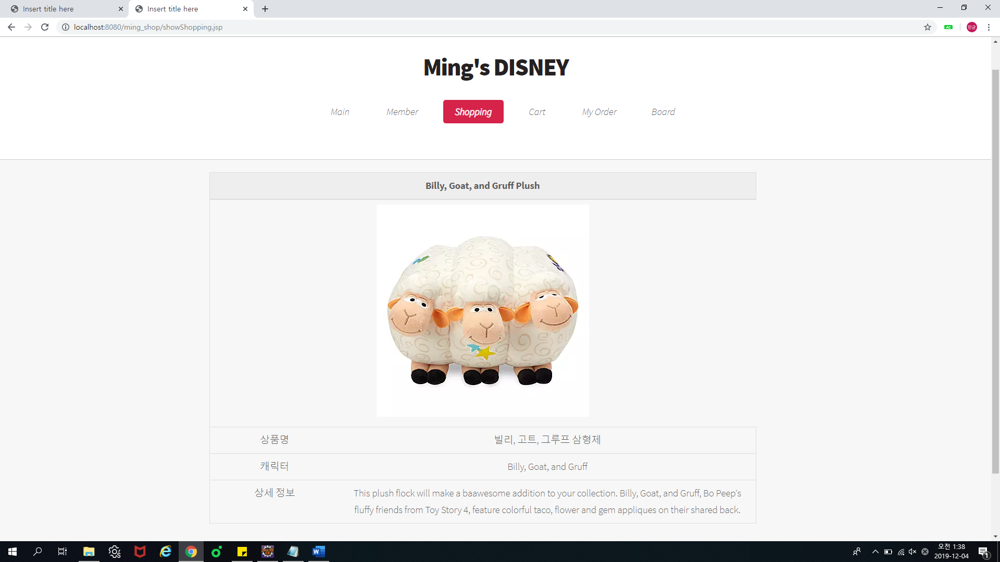 Insert title here
Insert title here
localhost:8080/ming_shop/showShopping.jsp
AC
민균
Ming's DISNEY
Main Member Shopping Cart My Order Board
Billy, Goat, and Gruff Plush
상품명 빌리, 고트, 그루프 삼형제
캐릭터 Billy, Goat, and Gruff
상세 정보 This plush flock will make a baawesome addition to your collection. Billy, Goat, and Gruff, Bo Peep's
fluffy friends from Toy Story 4, feature colorful taco, flower and gem appliques on their shared back.
오전 1:38
2019-12-04
1